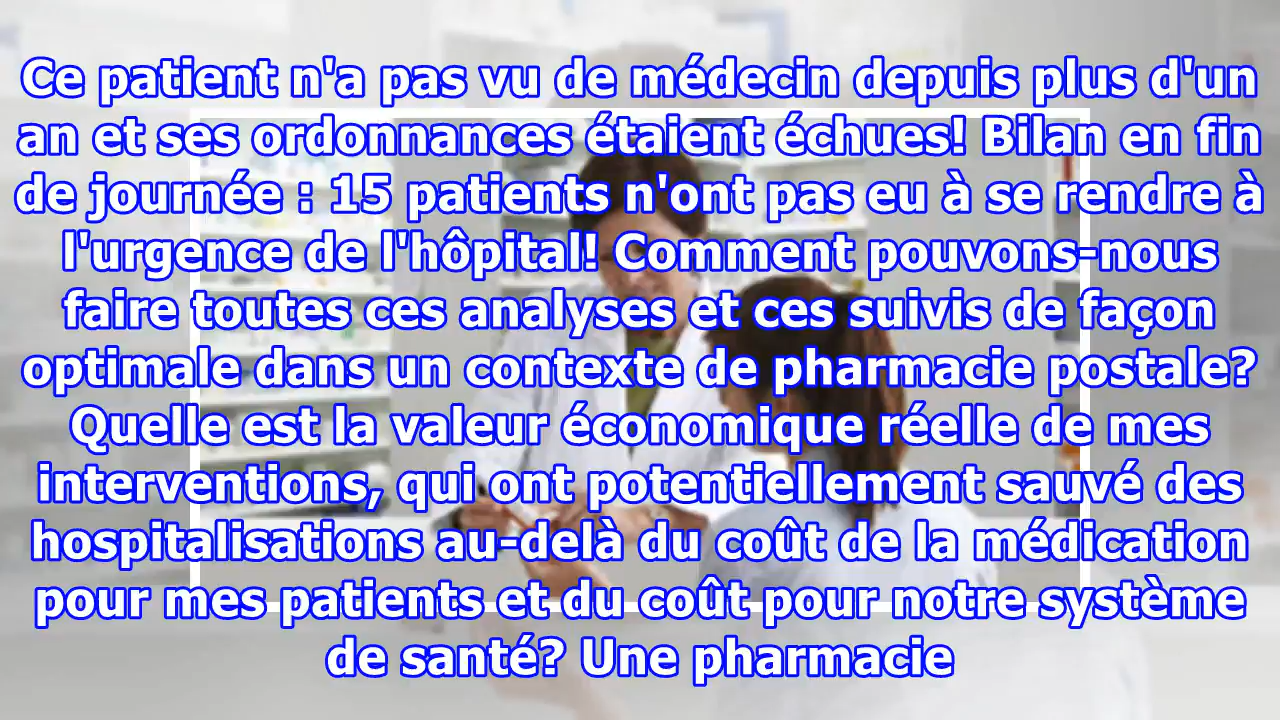 Ce patient n'a pas vu de médecin depuis plus d'un
an et ses ordonnances étaient échues! Bilan en fin
de journée : 15 patients n'ont pas eu à se rendre à
l'urgence de l'hôpital! Comment pouvons-nous
faire toutes ces analyses et ces suivis de façon
optimale dans un contexte de pharmacie postale?
Quelle est la valeur économique réelle de mes
interventions, qui ont potentiellement sauvé des
hospitalisations au-delà du coût de la médication
pour mes patients et du coût pour notre système
de santé? Une pharmacie